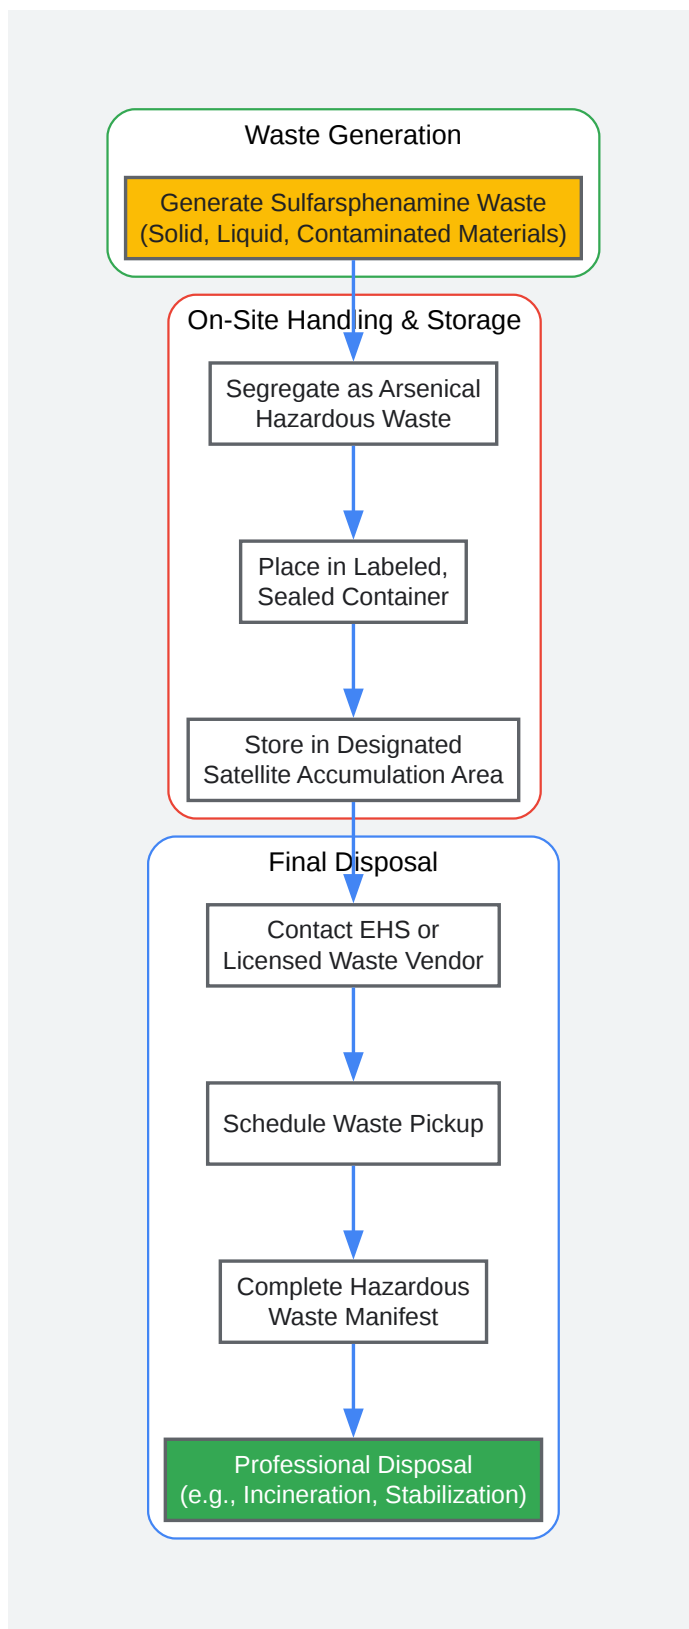 Waste Generation
Generate Sulfarsphenamine Waste
(Solid, Liquid, Contaminated Materials)
On-Site Handling & Storage
Segregate as Arsenical
Hazardous Waste
Place in Labeled,
Sealed Container
Store in Designated
Satellite Accumulation Area
Final Disposal
Contact EHS or
Licensed Waste Vendor
Schedule Waste Pickup
Complete Hazardous
Waste Manifest
Professional Disposal
(e.g., Incineration, Stabilization)